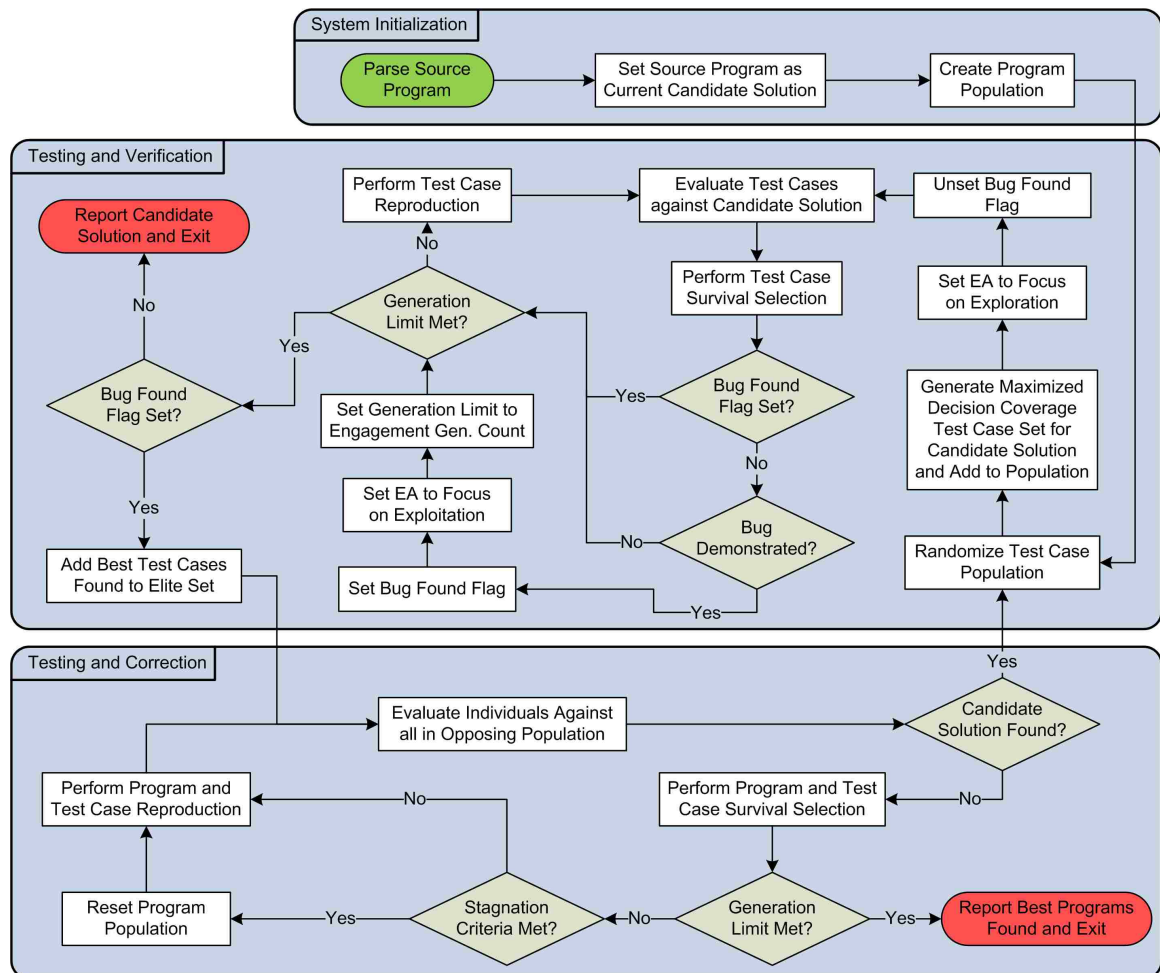 System Initialization
Parse Source
Program
Set Source Program as
Current Candidate Solution
Create Program
Population
Testing and Verification
Report Candidate
Solution and Exit
Perform Test Case
Reproduction
Evaluate Test Cases
against Candidate Solution
Unset Bug Found
Flag
No
No
Generation
Limit Met?
Perform Test Case
Survival Selection
Set EA to Focus
on Exploration
Yes
Bug Found
Flag Set?
Set Generation Limit to
Engagement Gen. Count
Yes
Bug Found
Flag Set?
Generate Maximized
Decision Coverage
Test Case Set for
Candidate Solution
and Add to Population
No
Yes
Set EA to Focus
on Exploitation
No
Bug
Demonstrated?
Randomize Test Case
Population
Add Best Test Cases
Found to Elite Set
Set Bug Found Flag
Yes
Testing and Correction
Yes
Evaluate Individuals Against
all in Opposing Population
Candidate
Solution Found?
Perform Program and
Test Case Reproduction
No
Perform Program and Test
Case Survival Selection
No
Reset Program
Population
Yes
Stagnation
Criteria Met?
No
Generation
Limit Met?
Yes
Report Best Programs
Found and Exit